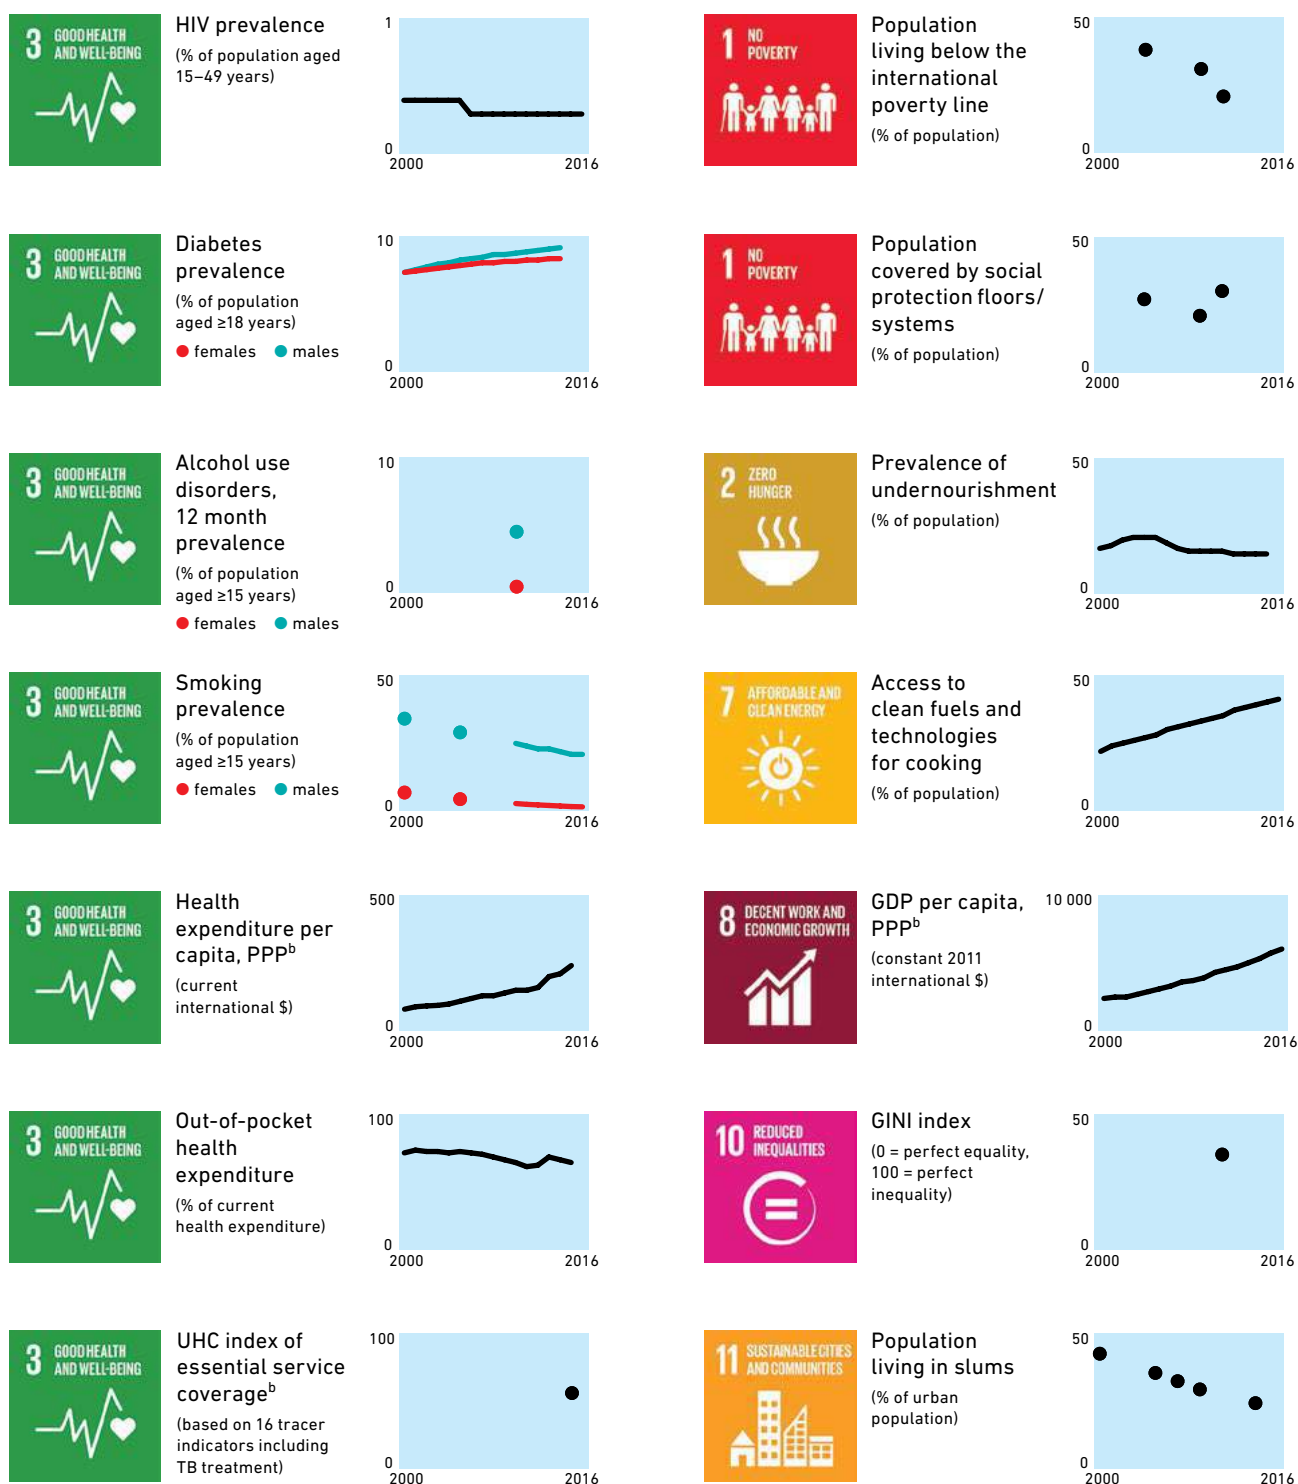 3 GOOD HEALTH
AND WELL-BEING
HIV prevalence
(% of population aged
15–49 years)
1
0
2000 2016
1 NO
POVERTY
Population
living below the
international
poverty line
(% of population)
50
0
2000 2016
3 GOOD HEALTH
AND WELL-BEING
Diabetes
prevalence
(% of population
aged ≥18 years)
females males
10
0
2000 2016
1 NO
POVERTY
Population
covered by social
protection floors/
systems
(% of population)
50
0
2000 2016
3 GOOD HEALTH
AND WELL-BEING
Alcohol use
disorders,
12 month
prevalence
(% of population
aged ≥15 years)
females males
10
0
2000 2016
2 ZERO
HUNGER
Prevalence of
undernourishment
(% of population)
50
0
2000 2016
3 GOOD HEALTH
AND WELL-BEING
Smoking
prevalence
(% of population
aged ≥15 years)
females males
50
0
2000 2016
7 AFFORDABLE AND
CLEAN ENERGY
Access to
clean fuels and
technologies
for cooking
(% of population)
50
0
2000 2016
3 GOOD HEALTH
AND WELL-BEING
Health
expenditure per
capita, PPPᵇ
(current
international $)
500
0
2000 2016
8 DECENT WORK AND
ECONOMIC GROWTH
GDP per capita,
PPPᵇ
(constant 2011
international $)
10 000
0
2000 2016
3 GOOD HEALTH
AND WELL-BEING
Out-of-pocket
health
expenditure
(% of current
health expenditure)
100
0
2000 2016
10 REDUCED
INEQUALITIES
GINI index
(0 = perfect equality,
100 = perfect
inequality)
50
0
2000 2016
3 GOOD HEALTH
AND WELL-BEING
UHC index of
essential service
coverageᵇ
(based on 16 tracer
indicators including
TB treatment)
100
0
2000 2016
11 SUSTAINABLE CITIES
AND COMMUNITIES
Population
living in slums
(% of urban
population)
50
0
2000 2016